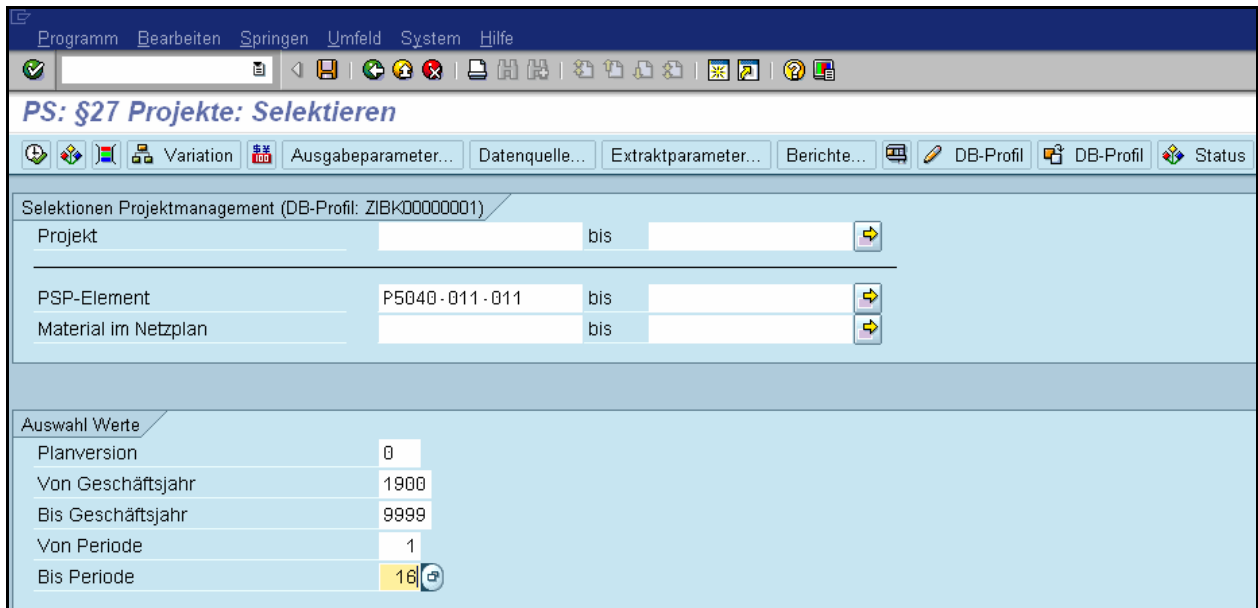 Programm Bearbeiten Springen Umfeld System Hilfe
PS: §27 Projekte: Selektieren
Variation Ausgabeparameter... Datenquelle... Extraktparameter... Berichte... DB-Profil DB-Profil Status
Selektionen Projektmanagement (DB-Profil: ZIBK00000001)
Projekt bis
PSP-Element P5040-011-011 bis
Material im Netzplan bis
Auswahl Werte
Planversion 0
Von Geschäftsjahr 1900
Bis Geschäftsjahr 9999
Von Periode 1
Bis Periode 16